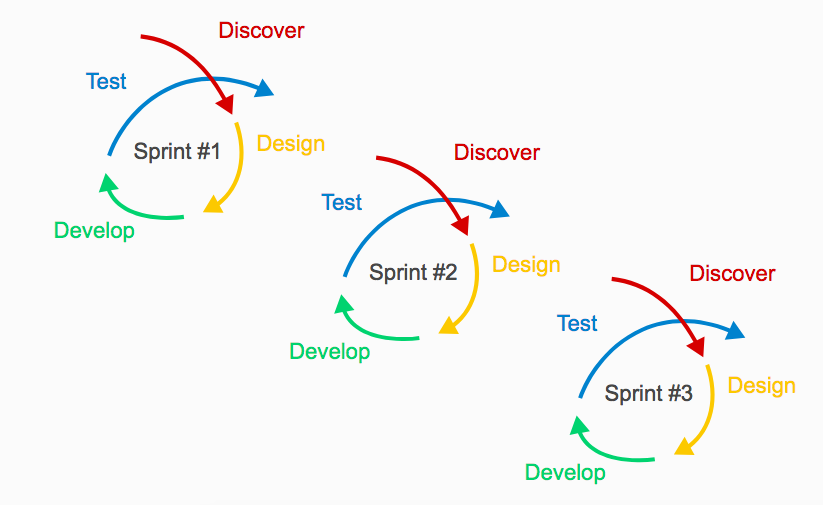 Discover
Test
Sprint #1
Design
Develop
Discover
Test
Sprint #2
Design
Develop
Discover
Test
Sprint #3
Design
Develop